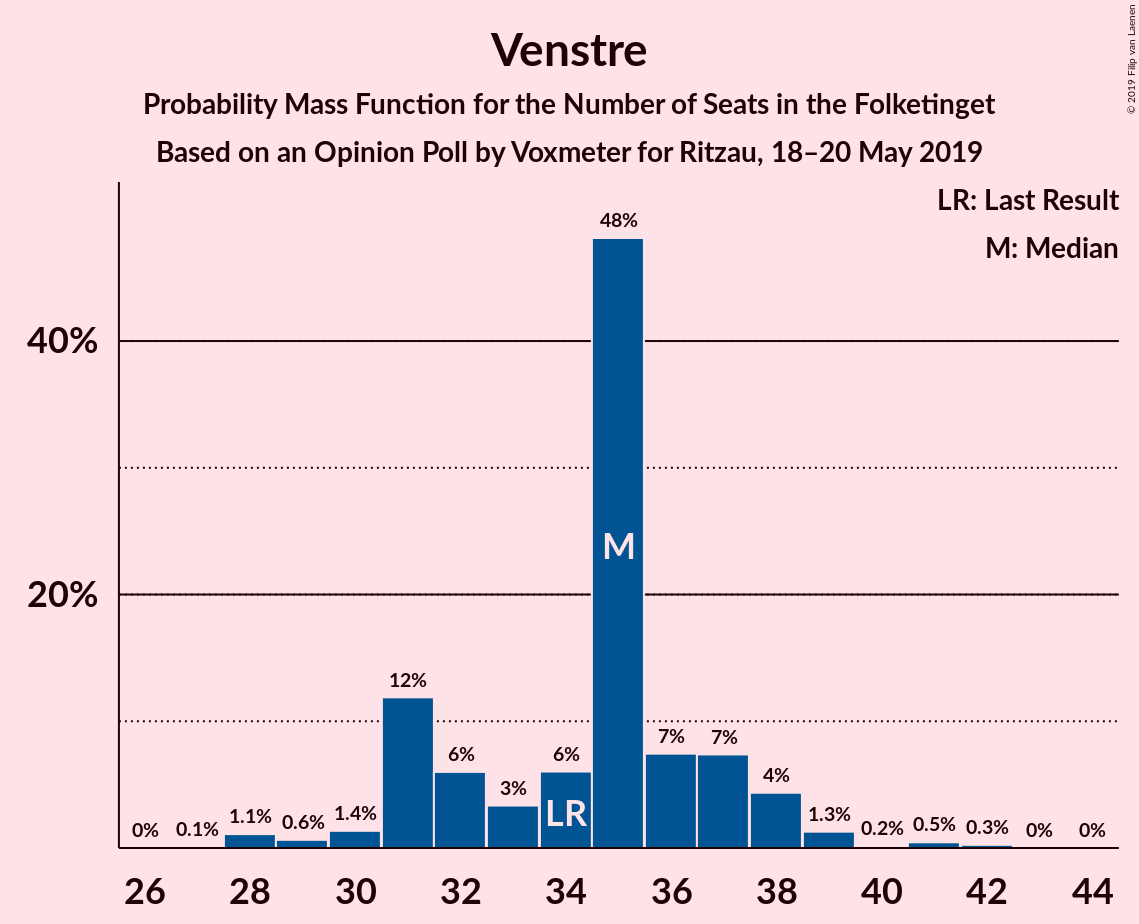 Venstre
Probability Mass Function for the Number of Seats in the Folketinget
Based on an Opinion Poll by Voxmeter for Ritzau, 18–20 May 2019
© 2019 Filip van Laenen
LR: Last Result
M: Median
40%
20%
0%
0.1%
1.1%
0.6%
1.4%
12%
6%
3%
6%
48%
7%
7%
4%
1.3%
0.2%
0.5%
0.3%
0%
0%
LR
M
26 28 30 32 34 36 38 40 42 44